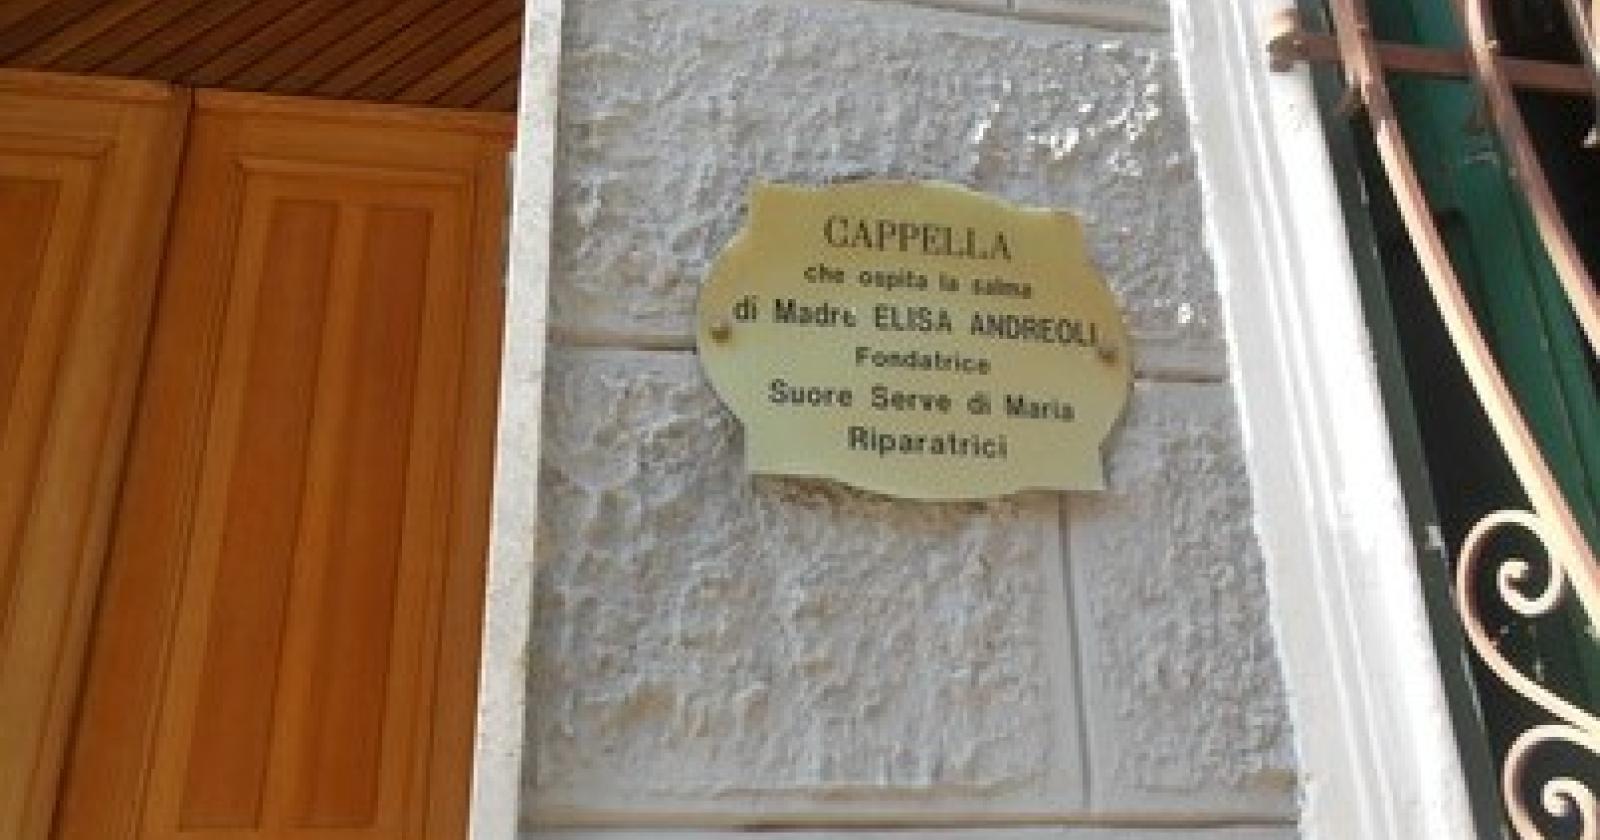 CAPPELLA
che ospita la salma
di Madre ELISA ANDREOLI
Fondatrice
Suore Serve di Maria
Riparatrici